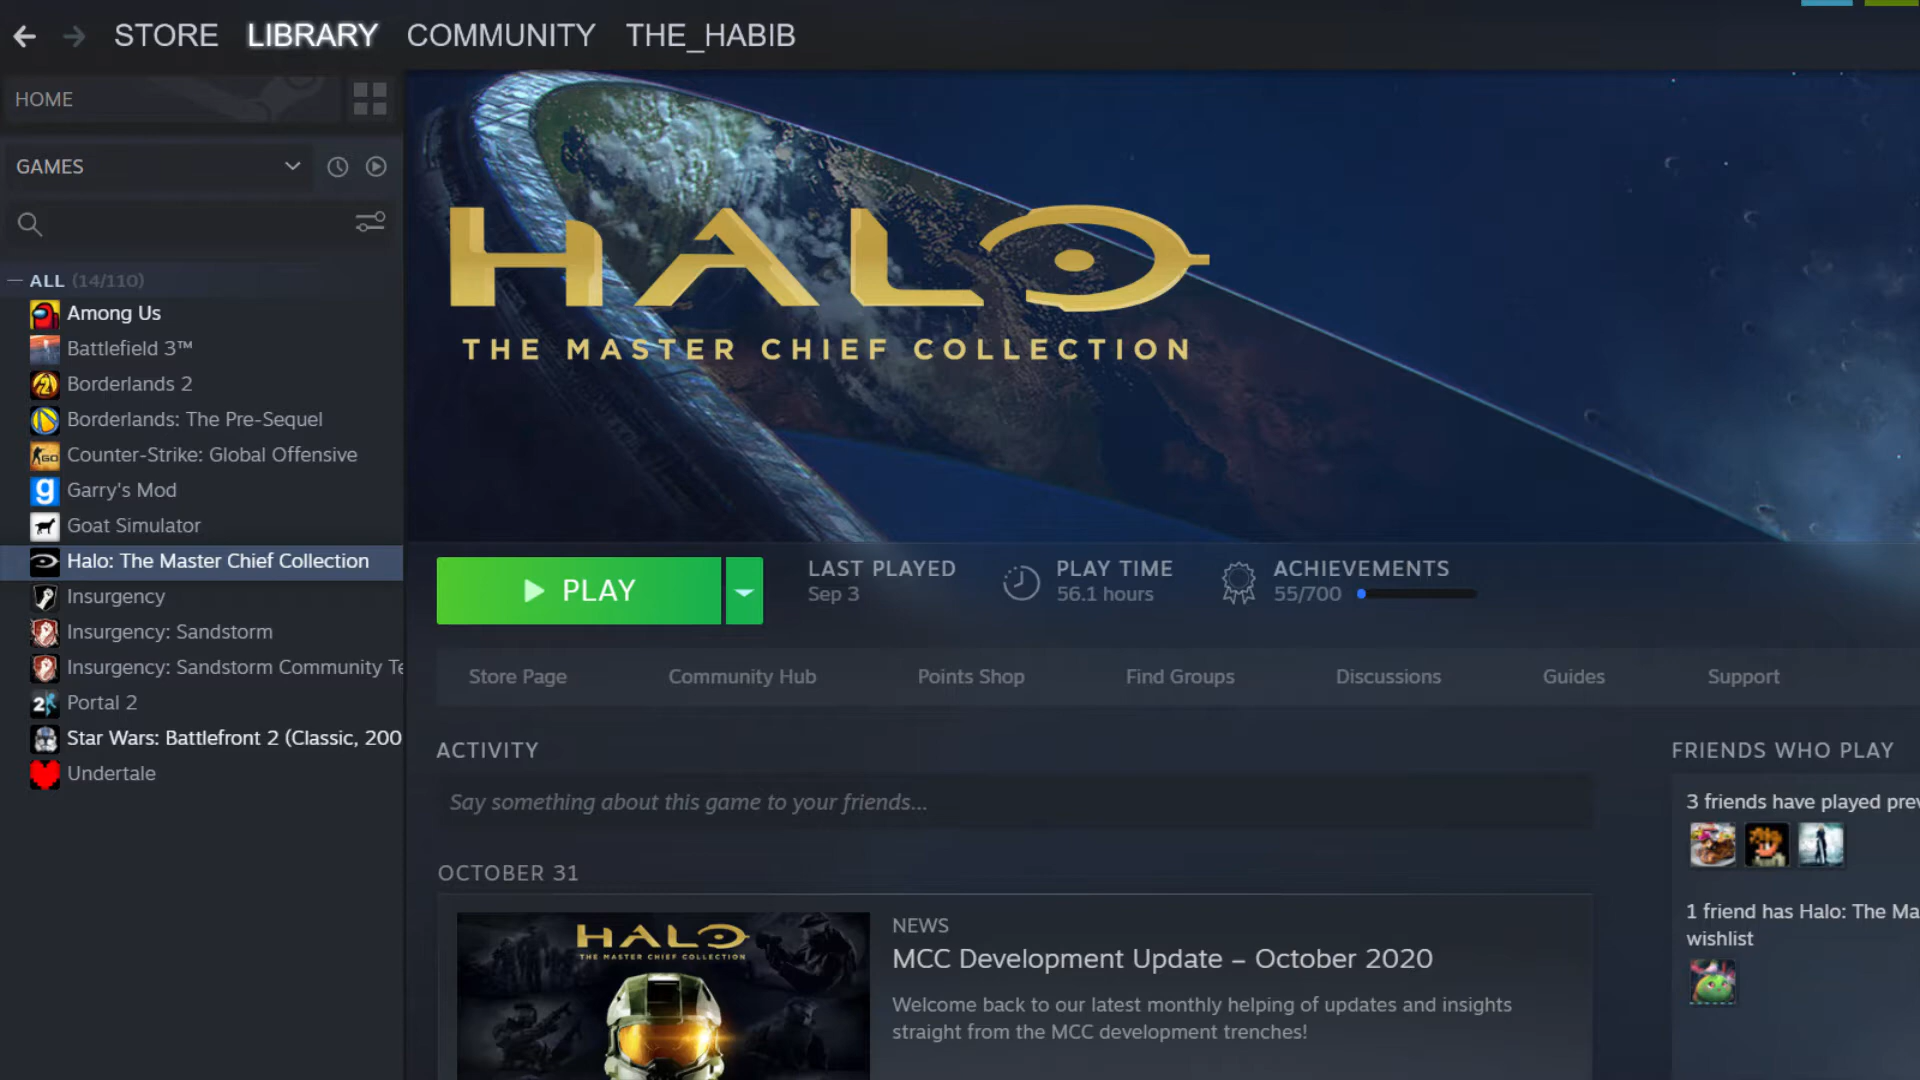 STORE LIBRARY COMMUNITY THE_HABIB
HOME
GAMES
ALL (14/110)
Among Us
Battlefield 3™
Borderlands 2
Borderlands: The Pre-Sequel
Counter-Strike: Global Offensive
Garry's Mod
Goat Simulator
Halo: The Master Chief Collection
Insurgency
Insurgency: Sandstorm
Insurgency: Sandstorm Community Te
Portal 2
Star Wars: Battlefront 2 (Classic, 200
Undertale
HALO
THE MASTER CHIEF COLLECTION
PLAY
LAST PLAYED
Sep 3
PLAY TIME
56.1 hours
ACHIEVEMENTS
55/700
Store Page Community Hub Points Shop Find Groups Discussions Guides Support
ACTIVITY
Say something about this game to your friends...
OCTOBER 31
HALO
THE MASTER CHIEF COLLECTION
NEWS
MCC Development Update – October 2020
Welcome back to our latest monthly helping of updates and insights
straight from the MCC development trenches!
FRIENDS WHO PLAY
3 friends have played prev
1 friend has Halo: The Ma
wishlist